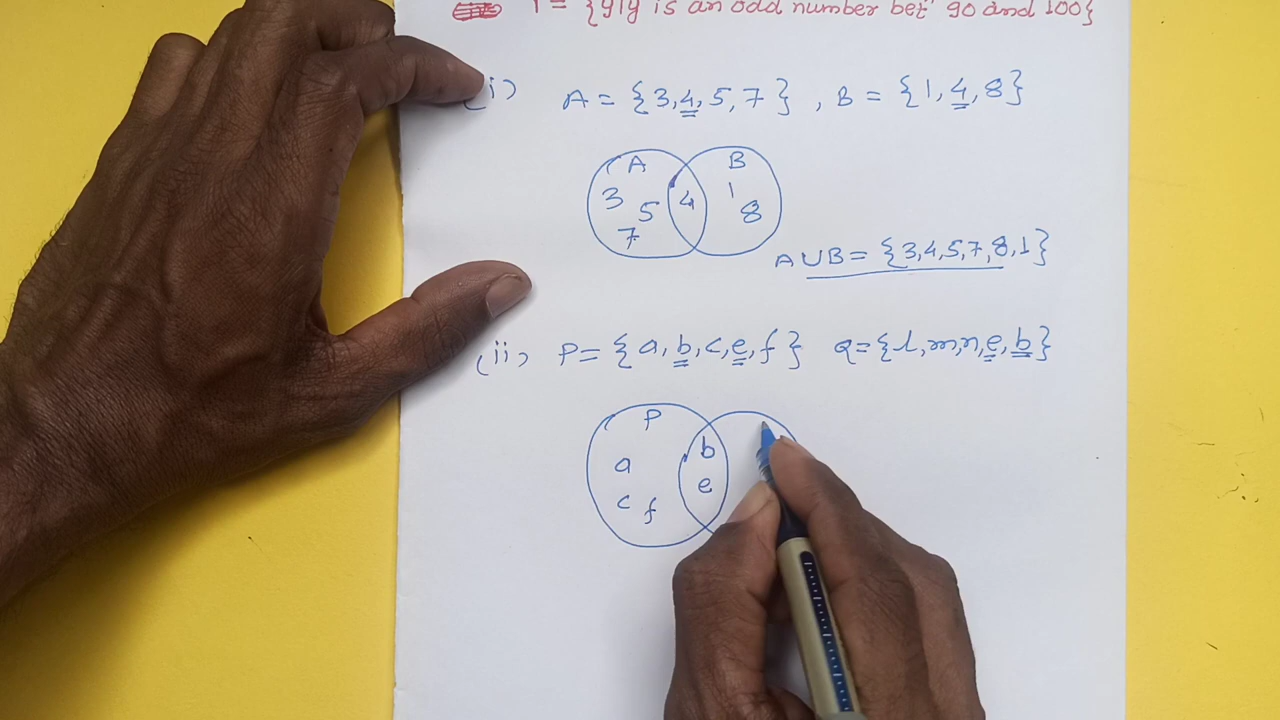 Y = {y|y is an odd number betⁿ 90 and 100}
(i) A = {3,4,5,7} , B = {1,4,8}
A B
3 5 7 4 1 8
A∪B = {3,4,5,7,8,1}
(ii) P = {a,b,c,e,f} Q = {l,m,n,e,b}
P
a b
c f e